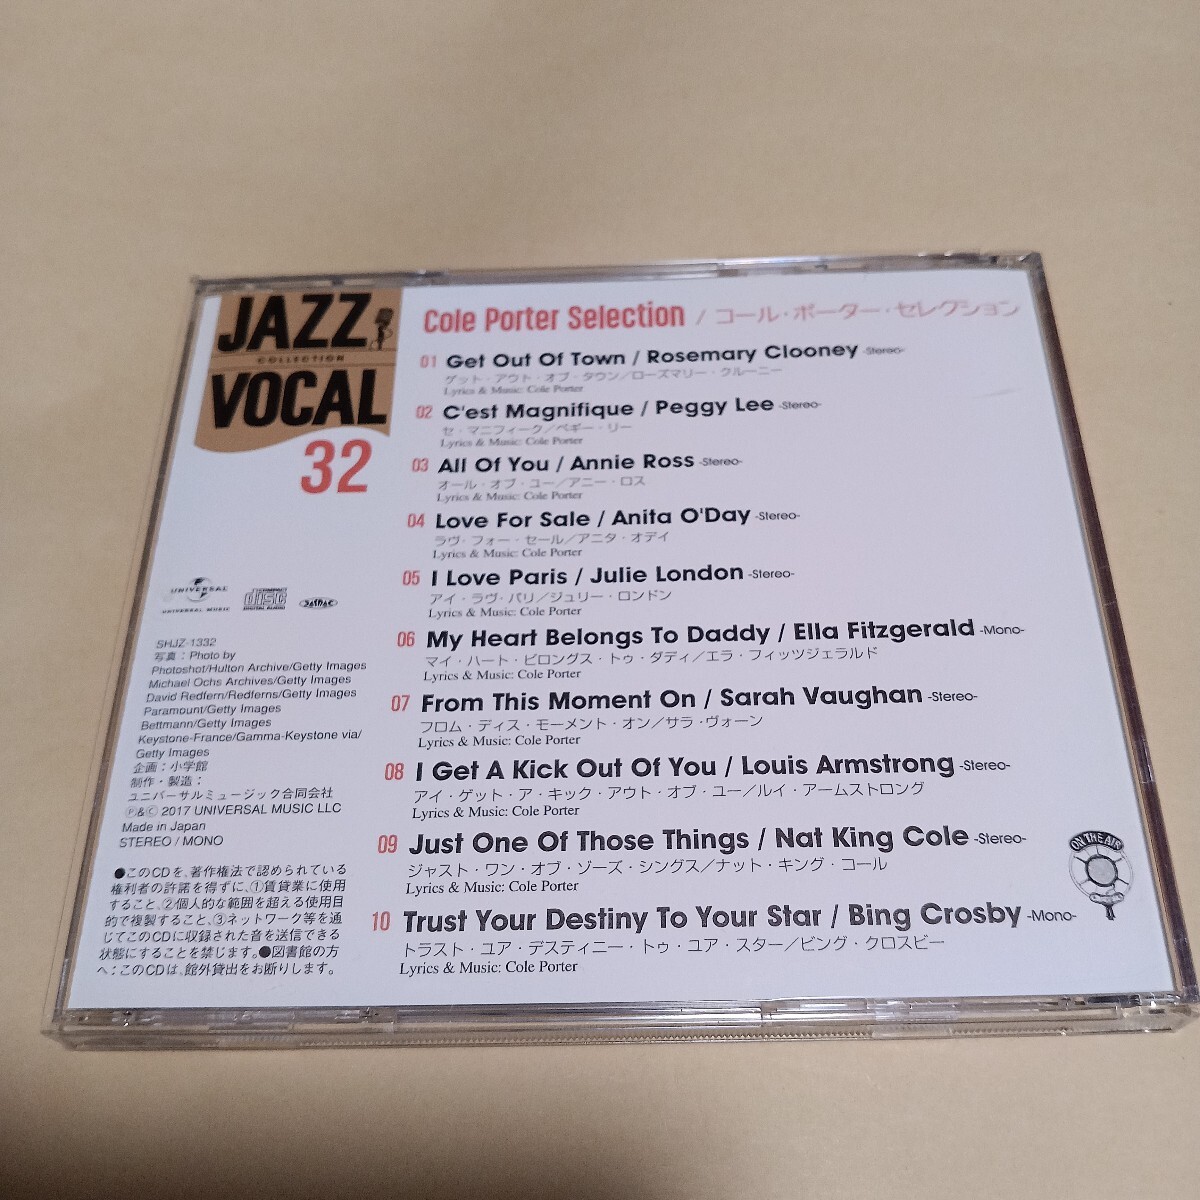 JAZZ
COLLECTION
VOCAL
32
Cole Porter Selection / コール・ポーター・セレクション
01 Get Out Of Town / Rosemary Clooney -Stereo-
ゲット・アウト・オブ・タウン／ローズマリー・クルーニー
Lyrics & Music: Cole Porter
02 C'est Magnifique / Peggy Lee -Stereo-
セ・マニフィーク／ペギー・リー
Lyrics & Music: Cole Porter
03 All Of You / Annie Ross -Stereo-
オール・オブ・ユー／アニー・ロス
Lyrics & Music: Cole Porter
04 Love For Sale / Anita O'Day -Stereo-
ラヴ・フォー・セール／アニタ・オデイ
Lyrics & Music: Cole Porter
05 I Love Paris / Julie London -Stereo-
アイ・ラヴ・パリ／ジュリー・ロンドン
Lyrics & Music: Cole Porter
06 My Heart Belongs To Daddy / Ella Fitzgerald -Mono-
マイ・ハート・ビロングス・トゥ・ダディ／エラ・フィッツジェラルド
Lyrics & Music: Cole Porter
07 From This Moment On / Sarah Vaughan -Stereo-
フロム・ディス・モーメント・オン／サラ・ヴォーン
Lyrics & Music: Cole Porter
08 I Get A Kick Out Of You / Louis Armstrong -Stereo-
アイ・ゲット・ア・キック・アウト・オブ・ユー／ルイ・アームストロング
Lyrics & Music: Cole Porter
09 Just One Of Those Things / Nat King Cole -Stereo-
ジャスト・ワン・オブ・ゾーズ・シングス／ナット・キング・コール
Lyrics & Music: Cole Porter
10 Trust Your Destiny To Your Star / Bing Crosby -Mono-
トラスト・ユア・デスティニー・トゥ・ユア・スター／ビング・クロスビー
Lyrics & Music: Cole Porter
UNIVERSAL
UNIVERSAL MUSIC
COMPACT
DISC
DIGITAL AUDIO
JASRAC
SHJZ-1332
写真：Photo by
Photoshot/Hulton Archive/Getty Images
Michael Ochs Archives/Getty Images
David Redfern/Redferns/Getty Images
Paramount/Getty Images
Bettmann/Getty Images
Keystone-France/Gamma-Keystone via/
Getty Images
企画：小学館
制作・製造：
ユニバーサルミュージック合同会社
Ⓟ&Ⓒ 2017 UNIVERSAL MUSIC LLC
Made in Japan
STEREO / MONO
●このCDを、著作権法で認められている
権利者の許諾を得ずに、①賃貸業に使用
すること、②個人的な範囲を超える使用目
的で複製すること、③ネットワーク等を通
じてこのCDに収録された音を送信できる
状態にすることを禁じます。●図書館の方
へ：このCDは、館外貸出をお断りします。
ON THE AIR